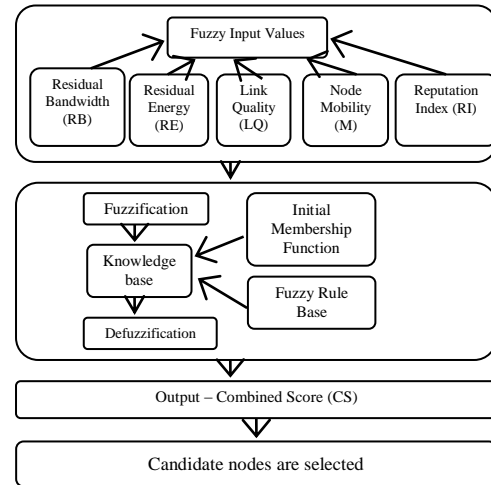 Fuzzy Input Values
Residual
Bandwidth
(RB)
Residual
Energy
(RE)
Link
Quality
(LQ)
Node
Mobility
(M)
Reputation
Index (RI)
Fuzzification
Initial
Membership
Function
Knowledge
base
Fuzzy Rule
Base
Defuzzification
Output – Combined Score (CS)
Candidate nodes are selected